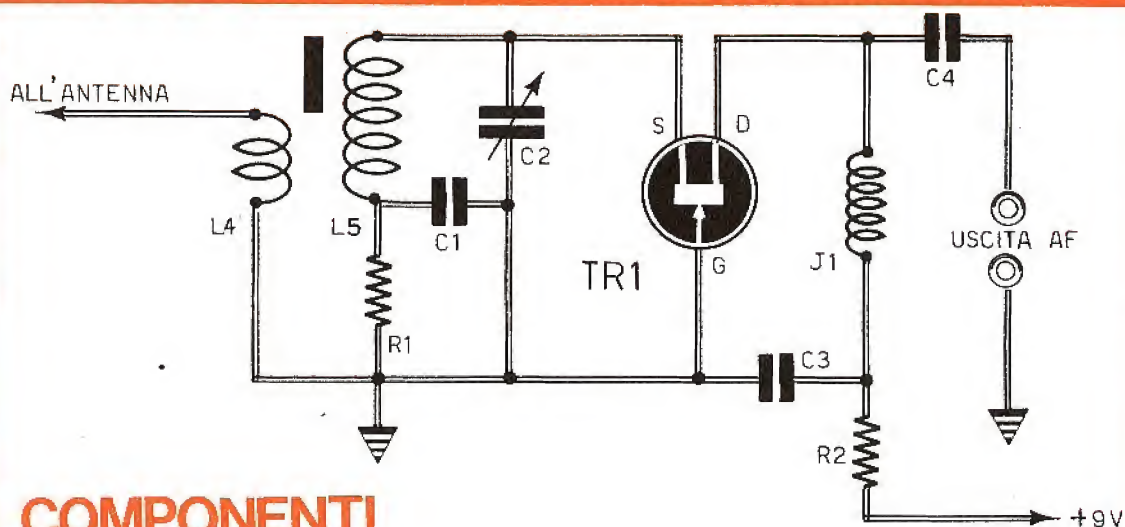 ALL'ANTENNA
L4
L5
C1
C2
R1
S
D
G
TR1
C3
C4
J1
USCITA AF
R2
+9V
COMPONENTI